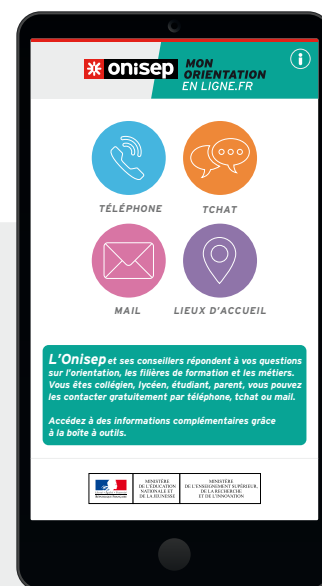 onisep
MON
ORIENTATION
EN LIGNE.FR
i
TÉLÉPHONE
TCHAT
MAIL
LIEUX D'ACCUEIL
L'Onisep et ses conseillers répondent à vos questions
sur l'orientation, les filières de formation et les métiers.
Vous êtes collégien, lycéen, étudiant, parent, vous pouvez
les contacter gratuitement par téléphone, tchat ou mail.
Accédez à des informations complémentaires grâce
à la boîte à outils.
MINISTÈRE
DE L'ÉDUCATION
NATIONALE ET
DE LA JEUNESSE
MINISTÈRE
DE L'ENSEIGNEMENT SUPÉRIEUR,
DE LA RECHERCHE
ET DE L'INNOVATION